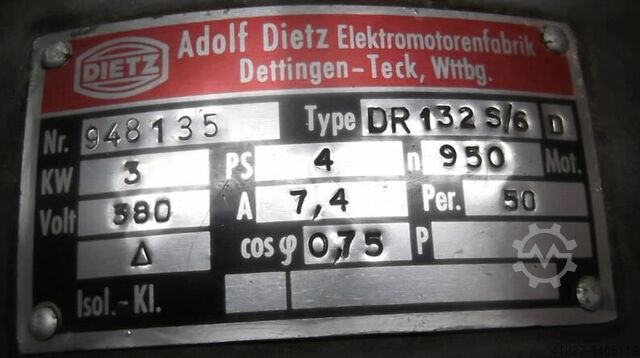 DIETZ
Adolf Dietz Elektromotorenfabrik
Dettingen-Teck, Wttbg.
Nr. 948135 Type DR 132 S/6 D
KW 3 PS 4 n 950 Mot.
Volt 380 A 7,4 Per. 50
Δ cos φ 0,75 P
Isol.-Kl.